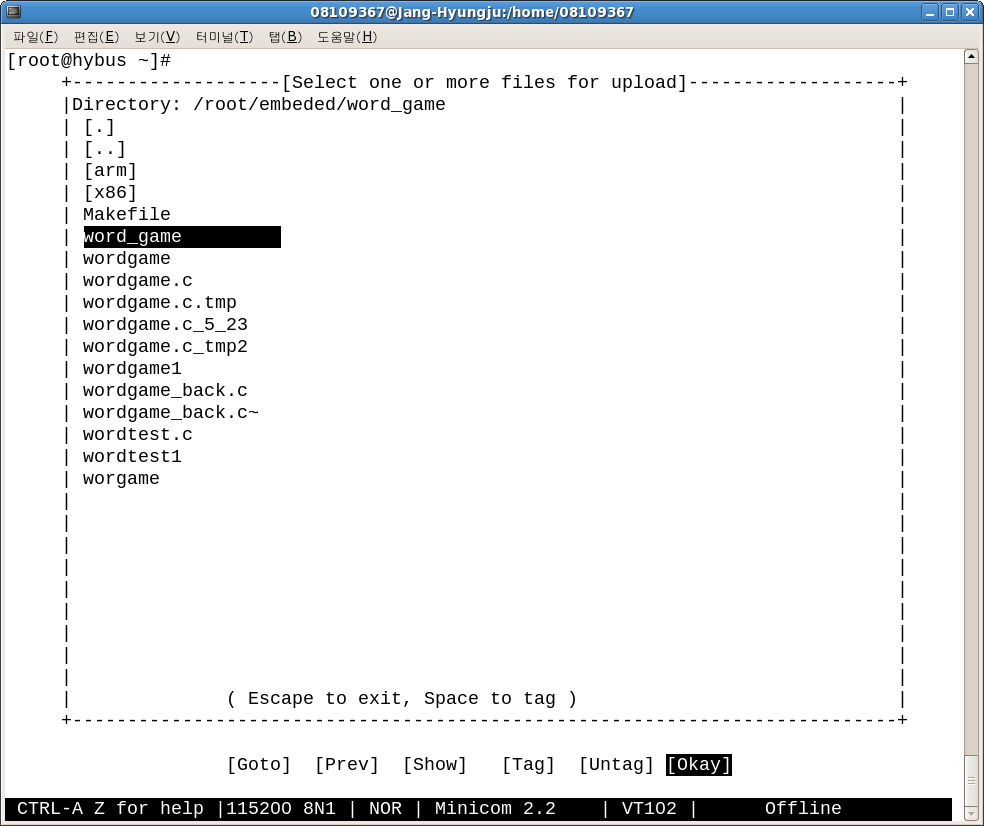 08109367@Jang-Hyungju:/home/08109367
파일(F) 편집(E) 보기(V) 터미널(T) 탭(B) 도움말(H)
[root@hybus ~]#
+-------------------[Select one or more files for upload]-------------------+
|Directory: /root/embeded/word_game |
| [.] |
| [..] |
| [arm] |
| [x86] |
| Makefile |
| word_game |
| wordgame |
| wordgame.c |
| wordgame.c.tmp |
| wordgame.c_5_23 |
| wordgame.c_tmp2 |
| wordgame1 |
| wordgame_back.c |
| wordgame_back.c~ |
| wordtest.c |
| wordtest1 |
| worgame |
| ( Escape to exit, Space to tag ) |
+---------------------------------------------------------------------------+
[Goto] [Prev] [Show] [Tag] [Untag] [Okay]
CTRL-A Z for help |115200 8N1 | NOR | Minicom 2.2 | VT102 | Offline